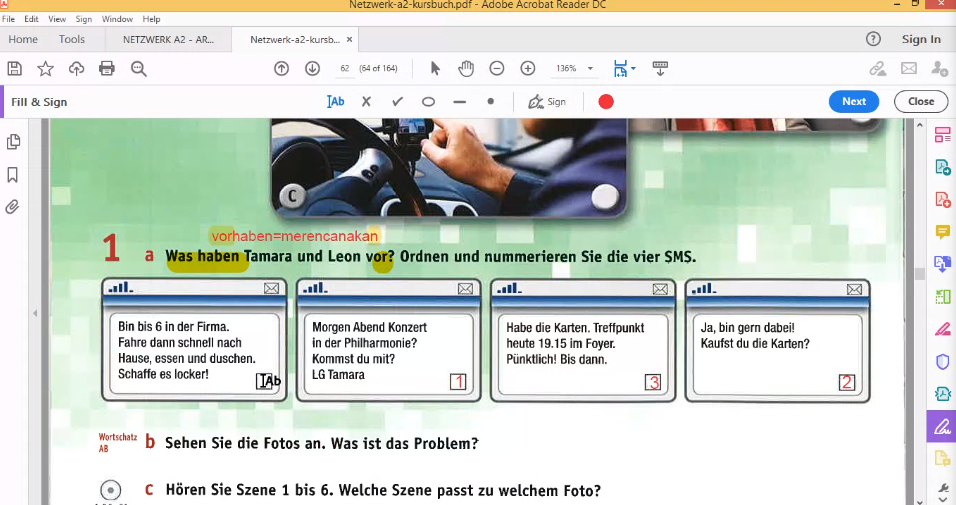 Netzwerk-a2-kursbuch.pdf - Adobe Acrobat Reader DC
File Edit View Sign Window Help
Home Tools NETZWERK A2 - AR... Netzwerk-a2-kursb... × Sign In
62 (64 of 164) 136%
Fill & Sign Ab Sign Next Close
C
vorhaben=merencanakan
1 a Was haben Tamara und Leon vor? Ordnen und nummerieren Sie die vier SMS.
Bin bis 6 in der Firma.
Fahre dann schnell nach
Hause, essen und duschen.
Schaffe es locker!
Ab
Morgen Abend Konzert
in der Philharmonie?
Kommst du mit?
LG Tamara
1
Habe die Karten. Treffpunkt
heute 19.15 im Foyer.
Pünktlich! Bis dann.
3
Ja, bin gern dabei!
Kaufst du die Karten?
2
Wortschatz
AB
b Sehen Sie die Fotos an. Was ist das Problem?
c Hören Sie Szene 1 bis 6. Welche Szene passt zu welchem Foto?